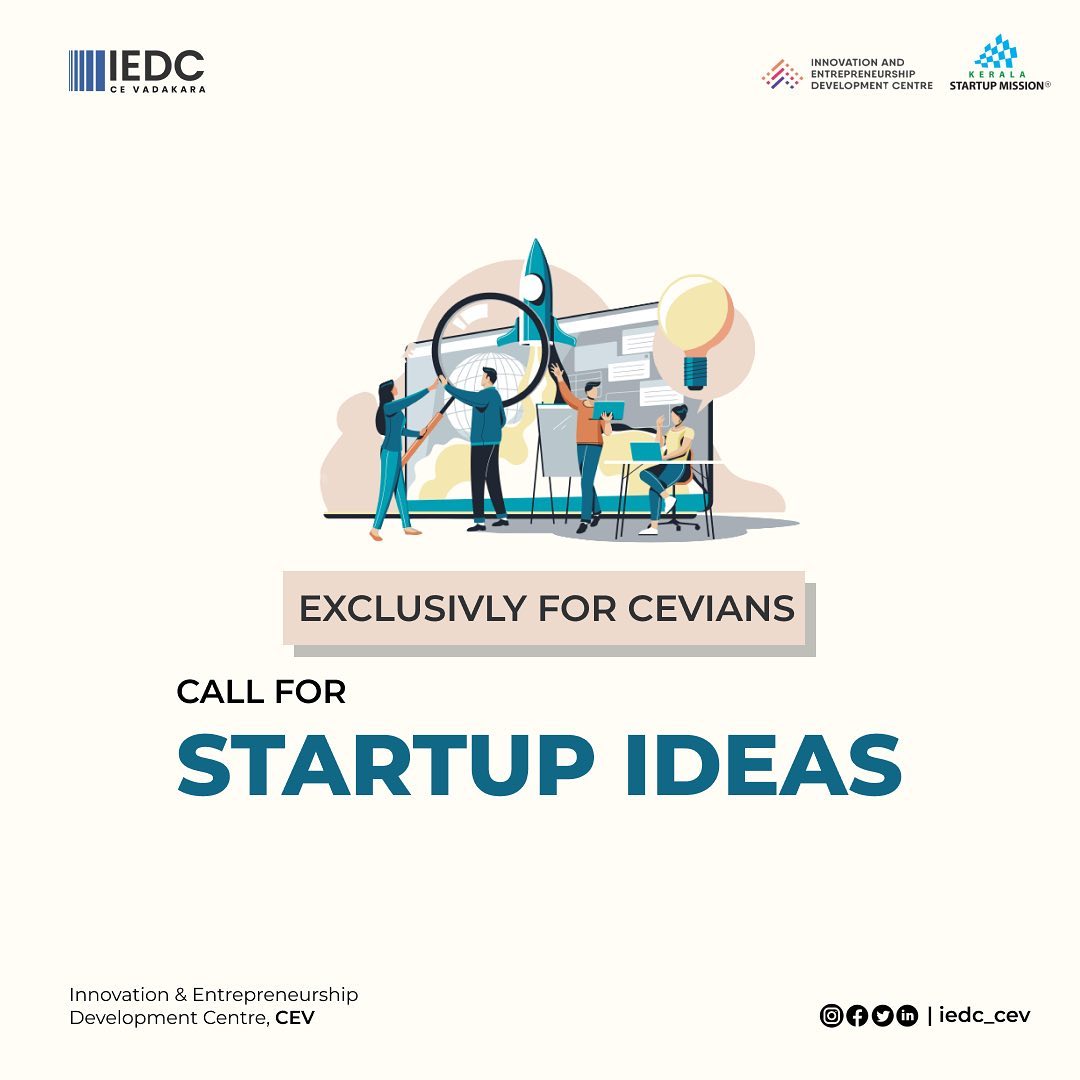 IEDC
CE VADAKARA
INNOVATION AND
ENTREPRENEURSHIP
DEVELOPMENT CENTRE
KERALA
STARTUP MISSION®
EXCLUSIVLY FOR CEVIANS
CALL FOR
STARTUP IDEAS
Innovation & Entrepreneurship
Development Centre, CEV
| iedc_cev